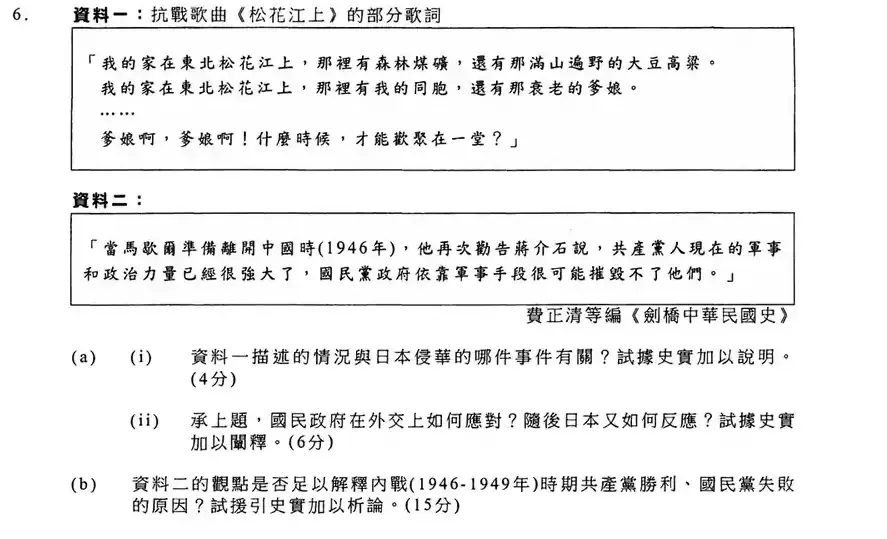 6. 資料一：抗戰歌曲《松花江上》的部分歌詞
「我的家在東北松花江上，那裡有森林煤礦，還有那滿山遍野的大豆高粱。
我的家在東北松花江上，那裡有我的同胞，還有那衰老的爹娘。
……
爹娘啊，爹娘啊！什麼時候，才能歡聚在一堂？」
資料二：
「當馬歇爾準備離開中國時(1946年)，他再次勸告蔣介石說，共產黨人現在的軍事
和政治力量已經很強大了，國民黨政府依靠軍事手段很可能摧毀不了他們。」
費正清等編《劍橋中華民國史》
(a) (i) 資料一描述的情況與日本侵華的哪件事件有關？試據史實加以說明。
(4分)
(ii) 承上題，國民政府在外交上如何應對？隨後日本又如何反應？試據史實
加以闡釋。(6分)
(b) 資料二的觀點是否足以解釋內戰(1946-1949年)時期共產黨勝利、國民黨失敗
的原因？試援引史實加以析論。(15分)